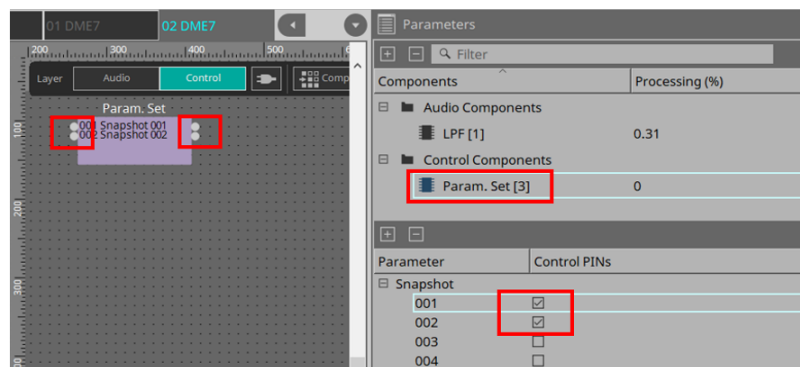 01 DME7
02 DME7
Parameters
Filter
Components
Processing (%)
Audio Components
LPF [1]
0.31
Control Components
Param. Set [3]
0
Parameter
Control PINs
Snapshot
001
002
003
004
200
300
400
500
Layer
Audio
Control
Comp
Param. Set
001 Snapshot 001
002 Snapshot 002
100
200
300